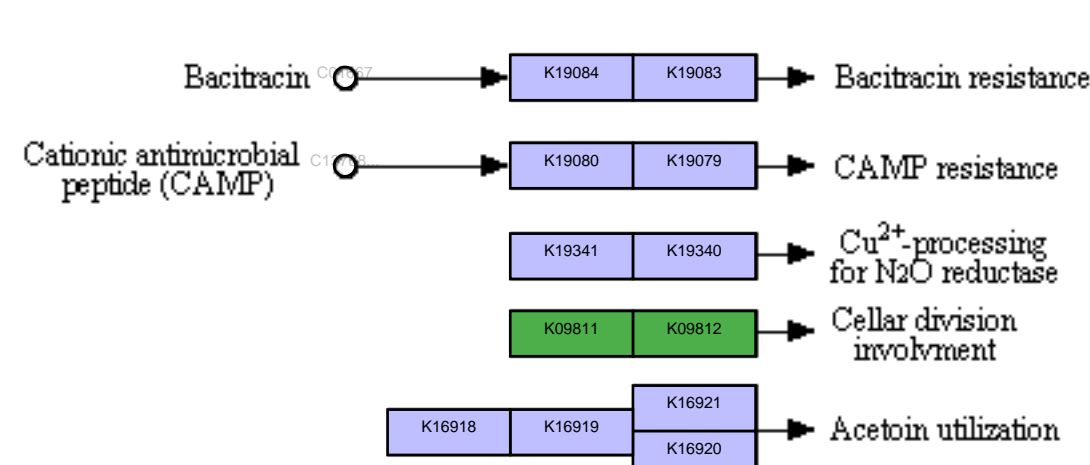 Bacitracin K19084 K19083 Bacitracin resistance
Cationic antimicrobial
peptide (CAMP) K19080 K19079 CAMP resistance
K19341 K19340 Cu2+-processing
for N2O reductase
K09811 K09812 Cellar division
involvment
K16921
K16918 K16919 Acetoin utilization
K16920